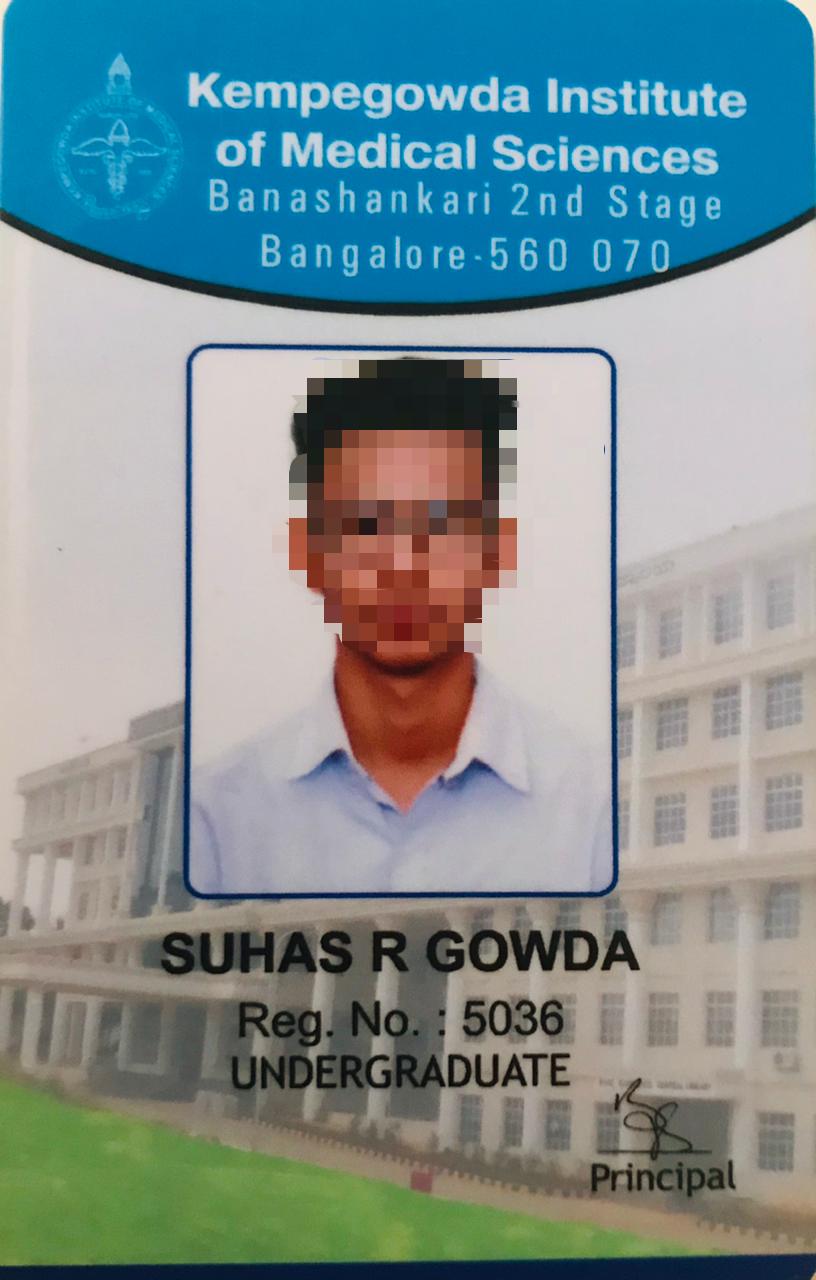 Kempegowda Institute
of Medical Sciences
Banashankari 2nd Stage
Bangalore-560 070
SUHAS R GOWDA
Reg. No. : 5036
UNDERGRADUATE
Principal